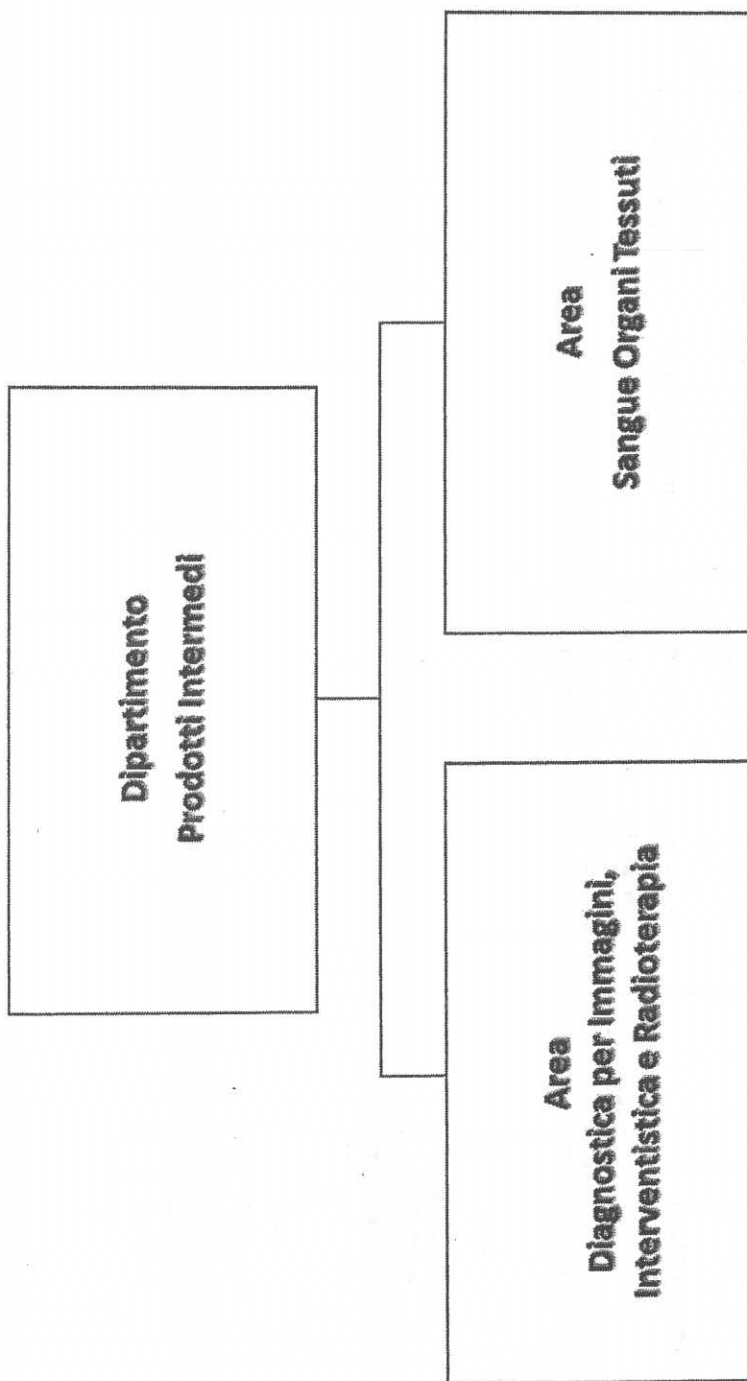 Dipartimento
Prodotti Intermedi
Area
Diagnostica per Immagini,
Interventistica e Radioterapia
Area
Sangue Organi Tessuti